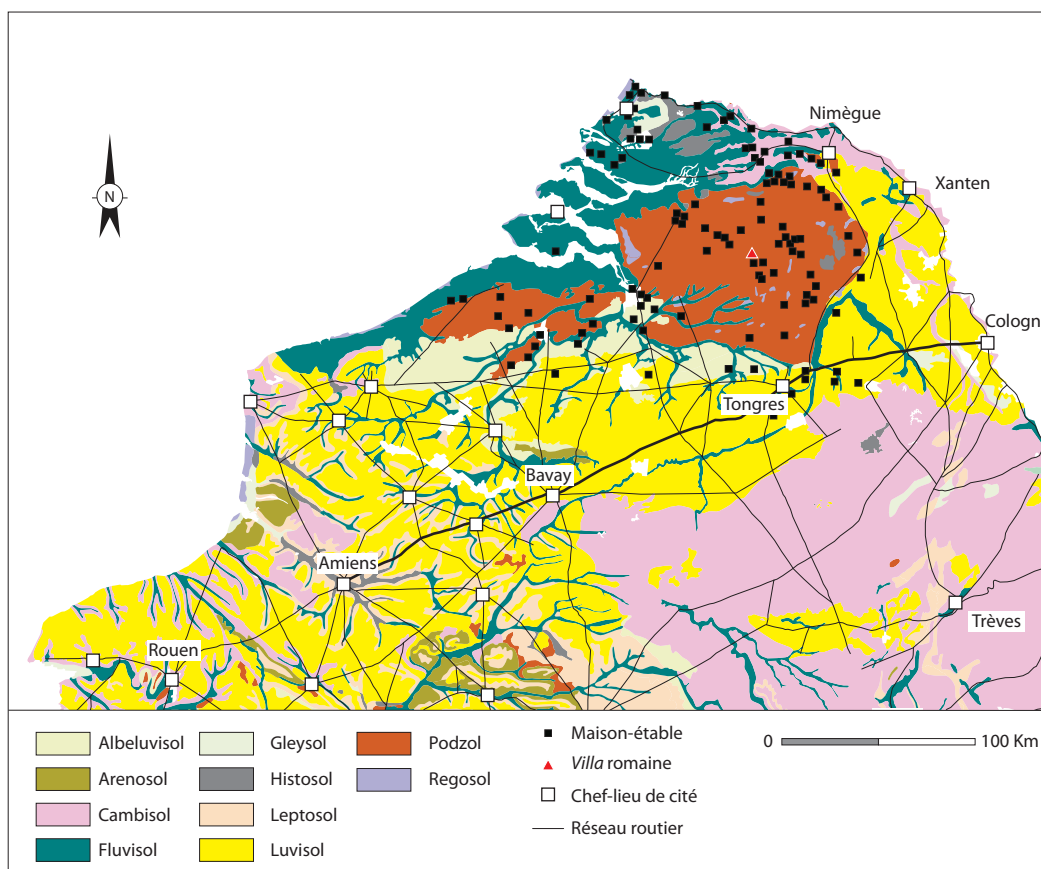 N
Nimègue
Xanten
Cologn
Tongres
Bavay
Amiens
Trèves
Rouen
Albeluvisol
Gleysol
Podzol
Maison-étable
0
100 Km
Arenosol
Histosol
Regosol
Villa romaine
Cambisol
Leptosol
Chef-lieu de cité
Fluvisol
Luvisol
Réseau routier